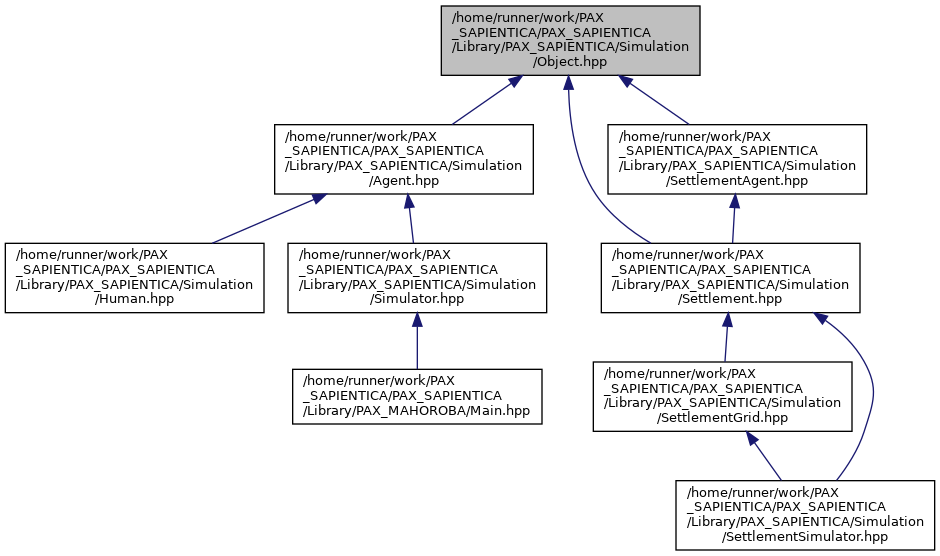 /home/runner/work/PAX
_SAPIENTICA/PAX_SAPIENTICA
/Library/PAX_SAPIENTICA/Simulation
/Object.hpp
/home/runner/work/PAX
_SAPIENTICA/PAX_SAPIENTICA
/Library/PAX_SAPIENTICA/Simulation
/Agent.hpp
/home/runner/work/PAX
_SAPIENTICA/PAX_SAPIENTICA
/Library/PAX_SAPIENTICA/Simulation
/SettlementAgent.hpp
/home/runner/work/PAX
_SAPIENTICA/PAX_SAPIENTICA
/Library/PAX_SAPIENTICA/Simulation
/Human.hpp
/home/runner/work/PAX
_SAPIENTICA/PAX_SAPIENTICA
/Library/PAX_SAPIENTICA/Simulation
/Simulator.hpp
/home/runner/work/PAX
_SAPIENTICA/PAX_SAPIENTICA
/Library/PAX_SAPIENTICA/Simulation
/Settlement.hpp
/home/runner/work/PAX
_SAPIENTICA/PAX_SAPIENTICA
/Library/PAX_MAHOROBA/Main.hpp
/home/runner/work/PAX
_SAPIENTICA/PAX_SAPIENTICA
/Library/PAX_SAPIENTICA/Simulation
/SettlementGrid.hpp
/home/runner/work/PAX
_SAPIENTICA/PAX_SAPIENTICA
/Library/PAX_SAPIENTICA/Simulation
/SettlementSimulator.hpp